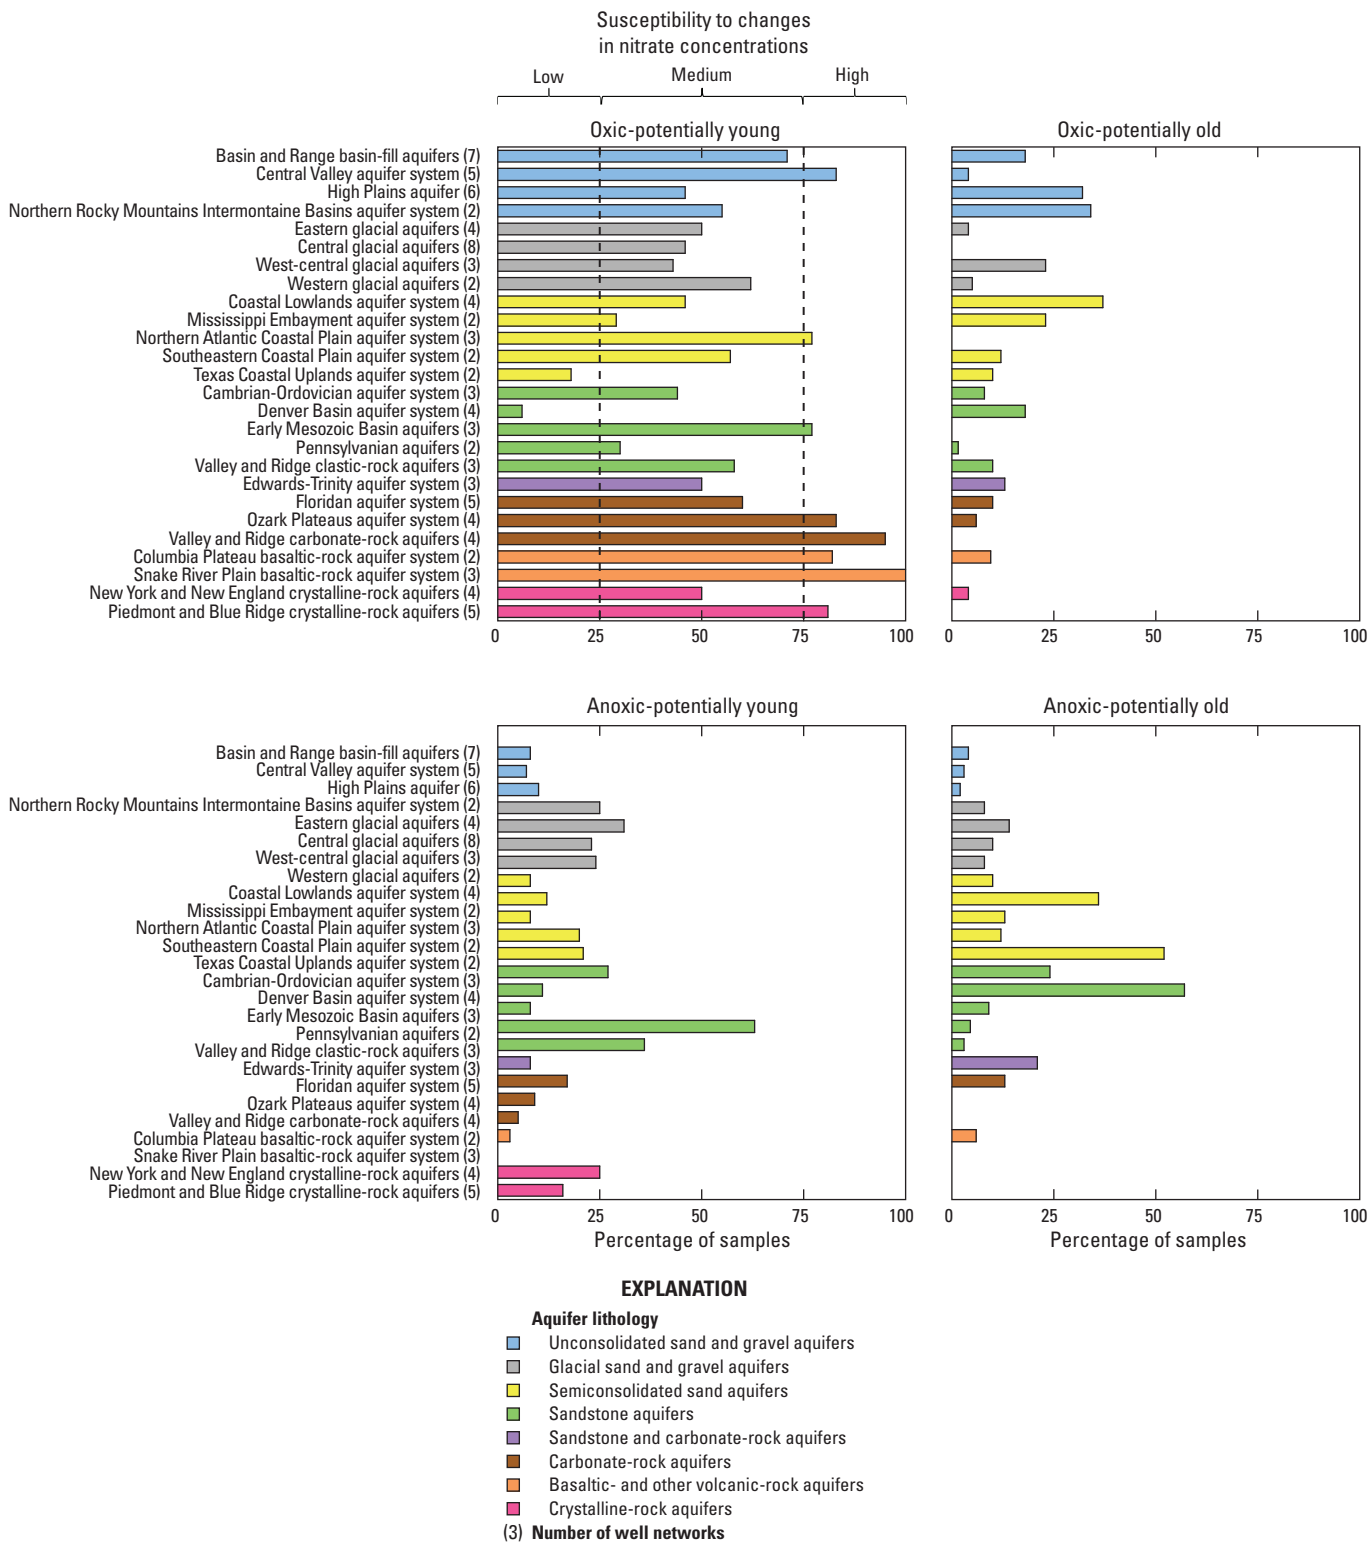 Susceptibility to changes
in nitrate concentrations
Low Medium High
Oxic-potentially young Oxic-potentially old
Basin and Range basin-fill aquifers (7)
Central Valley aquifer system (5)
High Plains aquifer (6)
Northern Rocky Mountains Intermontaine Basins aquifer system (2)
Eastern glacial aquifers (4)
Central glacial aquifers (8)
West-central glacial aquifers (3)
Western glacial aquifers (2)
Coastal Lowlands aquifer system (4)
Mississippi Embayment aquifer system (2)
Northern Atlantic Coastal Plain aquifer system (3)
Southeastern Coastal Plain aquifer system (2)
Texas Coastal Uplands aquifer system (2)
Cambrian-Ordovician aquifer system (3)
Denver Basin aquifer system (4)
Early Mesozoic Basin aquifers (3)
Pennsylvanian aquifers (2)
Valley and Ridge clastic-rock aquifers (3)
Edwards-Trinity aquifer system (3)
Floridan aquifer system (5)
Ozark Plateaus aquifer system (4)
Valley and Ridge carbonate-rock aquifers (4)
Columbia Plateau basaltic-rock aquifer system (2)
Snake River Plain basaltic-rock aquifer system (3)
New York and New England crystalline-rock aquifers (4)
Piedmont and Blue Ridge crystalline-rock aquifers (5)
0 25 50 75 100 0 25 50 75 100
Anoxic-potentially young Anoxic-potentially old
Basin and Range basin-fill aquifers (7)
Central Valley aquifer system (5)
High Plains aquifer (6)
Northern Rocky Mountains Intermontaine Basins aquifer system (2)
Eastern glacial aquifers (4)
Central glacial aquifers (8)
West-central glacial aquifers (3)
Western glacial aquifers (2)
Coastal Lowlands aquifer system (4)
Mississippi Embayment aquifer system (2)
Northern Atlantic Coastal Plain aquifer system (3)
Southeastern Coastal Plain aquifer system (2)
Texas Coastal Uplands aquifer system (2)
Cambrian-Ordovician aquifer system (3)
Denver Basin aquifer system (4)
Early Mesozoic Basin aquifers (3)
Pennsylvanian aquifers (2)
Valley and Ridge clastic-rock aquifers (3)
Edwards-Trinity aquifer system (3)
Floridan aquifer system (5)
Ozark Plateaus aquifer system (4)
Valley and Ridge carbonate-rock aquifers (4)
Columbia Plateau basaltic-rock aquifer system (2)
Snake River Plain basaltic-rock aquifer system (3)
New York and New England crystalline-rock aquifers (4)
Piedmont and Blue Ridge crystalline-rock aquifers (5)
0 25 50 75 100 0 25 50 75 100
Percentage of samples Percentage of samples
EXPLANATION
Aquifer lithology
Unconsolidated sand and gravel aquifers
Glacial sand and gravel aquifers
Semiconsolidated sand aquifers
Sandstone aquifers
Sandstone and carbonate-rock aquifers
Carbonate-rock aquifers
Basaltic- and other volcanic-rock aquifers
Crystalline-rock aquifers
(3) Number of well networks